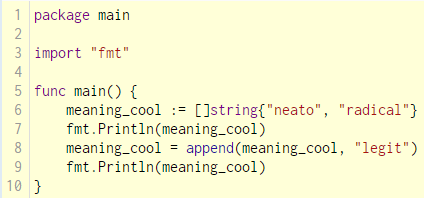 1 package main
2
3 import "fmt"
4
5 func main() {
6     meaning_cool := []string{"neato", "radical"}
7     fmt.Println(meaning_cool)
8     meaning_cool = append(meaning_cool, "legit")
9     fmt.Println(meaning_cool)
10 }